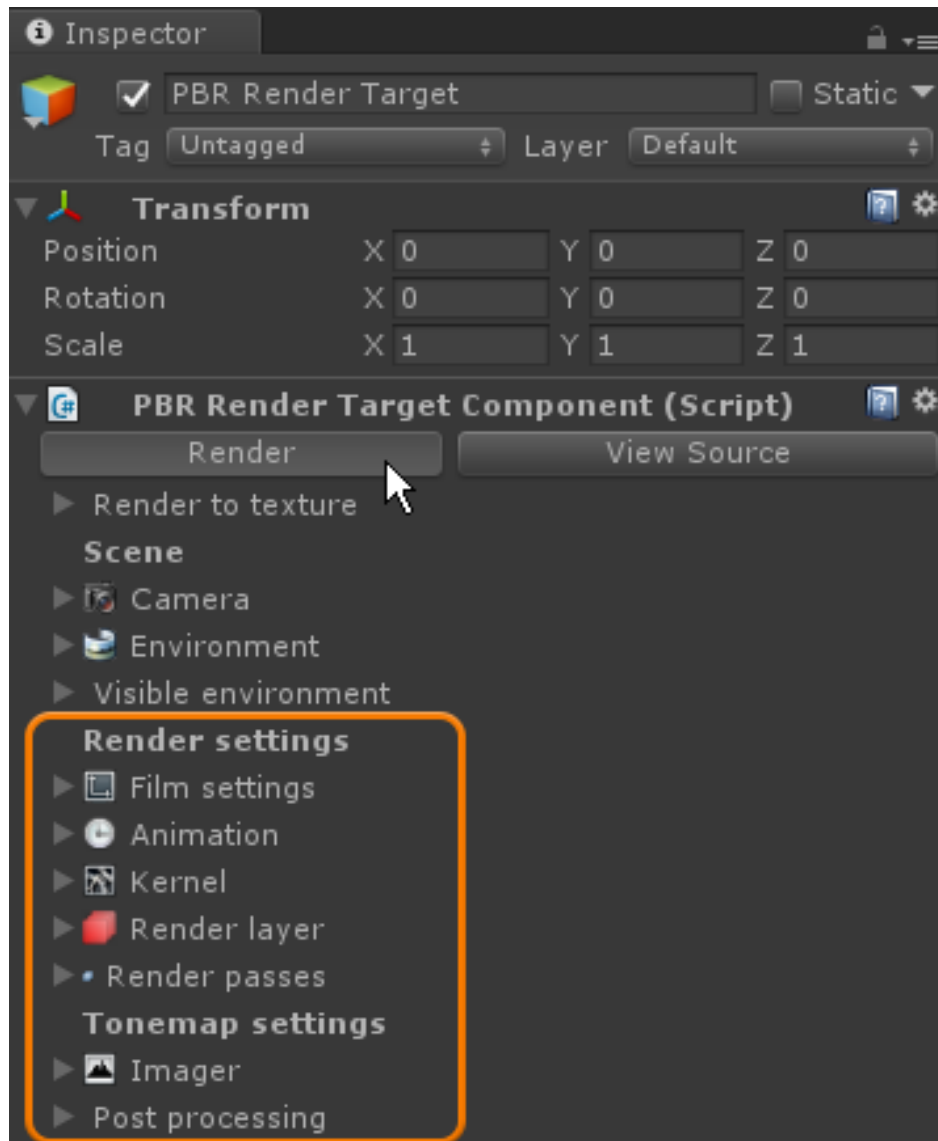 Inspector
PBR Render Target Static
Tag Untagged Layer Default
Transform
Position X 0 Y 0 Z 0
Rotation X 0 Y 0 Z 0
Scale X 1 Y 1 Z 1
PBR Render Target Component (Script)
Render View Source
Render to texture
Scene
Camera
Environment
Visible environment
Render settings
Film settings
Animation
Kernel
Render layer
Render passes
Tonemap settings
Imager
Post processing